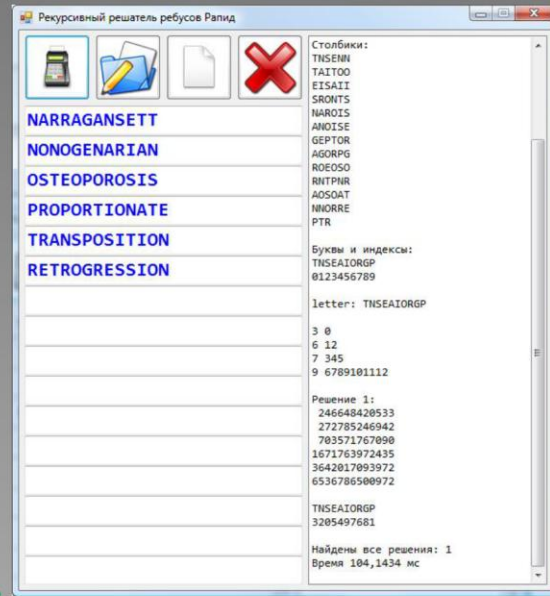 Рекурсивный решатель ребусов Рапид
NARRAGANSETT
NONOGENARIAN
OSTEOPOROSIS
PROPORTIONATE
TRANSPOSITION
RETROGRESSION
Столбики:
TNSENN
TAITOO
EISAII
SRONTS
NAROIS
ANOISE
GEPTOR
AGORPG
ROEOSO
RNTPNR
AOSOAT
NNORRE
PTR
Буквы и индексы:
TNSEAIORGP
0123456789
letter: TNSEAIORGP
3 0
6 12
7 345
9 6789101112
Решение 1:
246648420533
272785246942
703571767090
1671763972435
3642017093972
6536786500972
TNSEAIORGP
3205497681
Найдены все решения: 1
Время 104,1434 мс